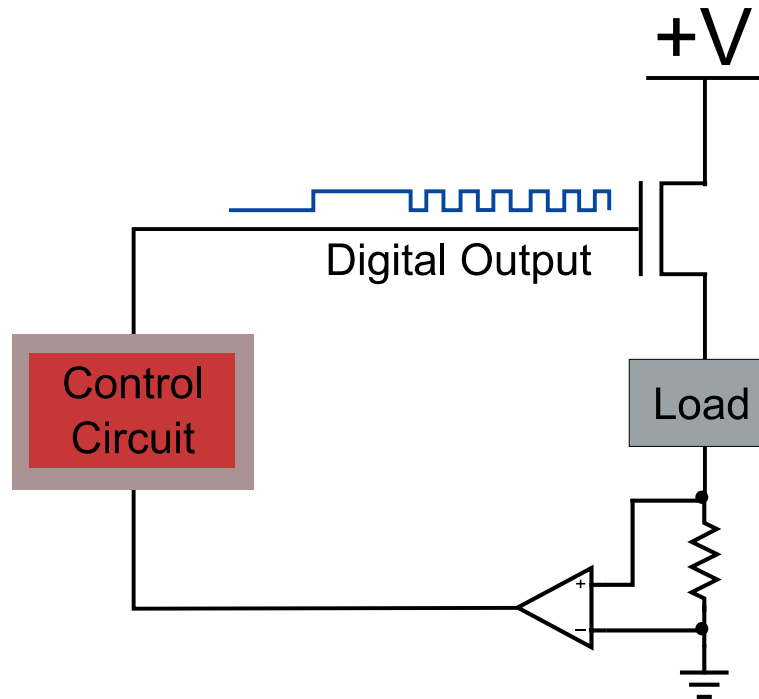 +V
Digital Output
Control
Circuit
Load
+
−